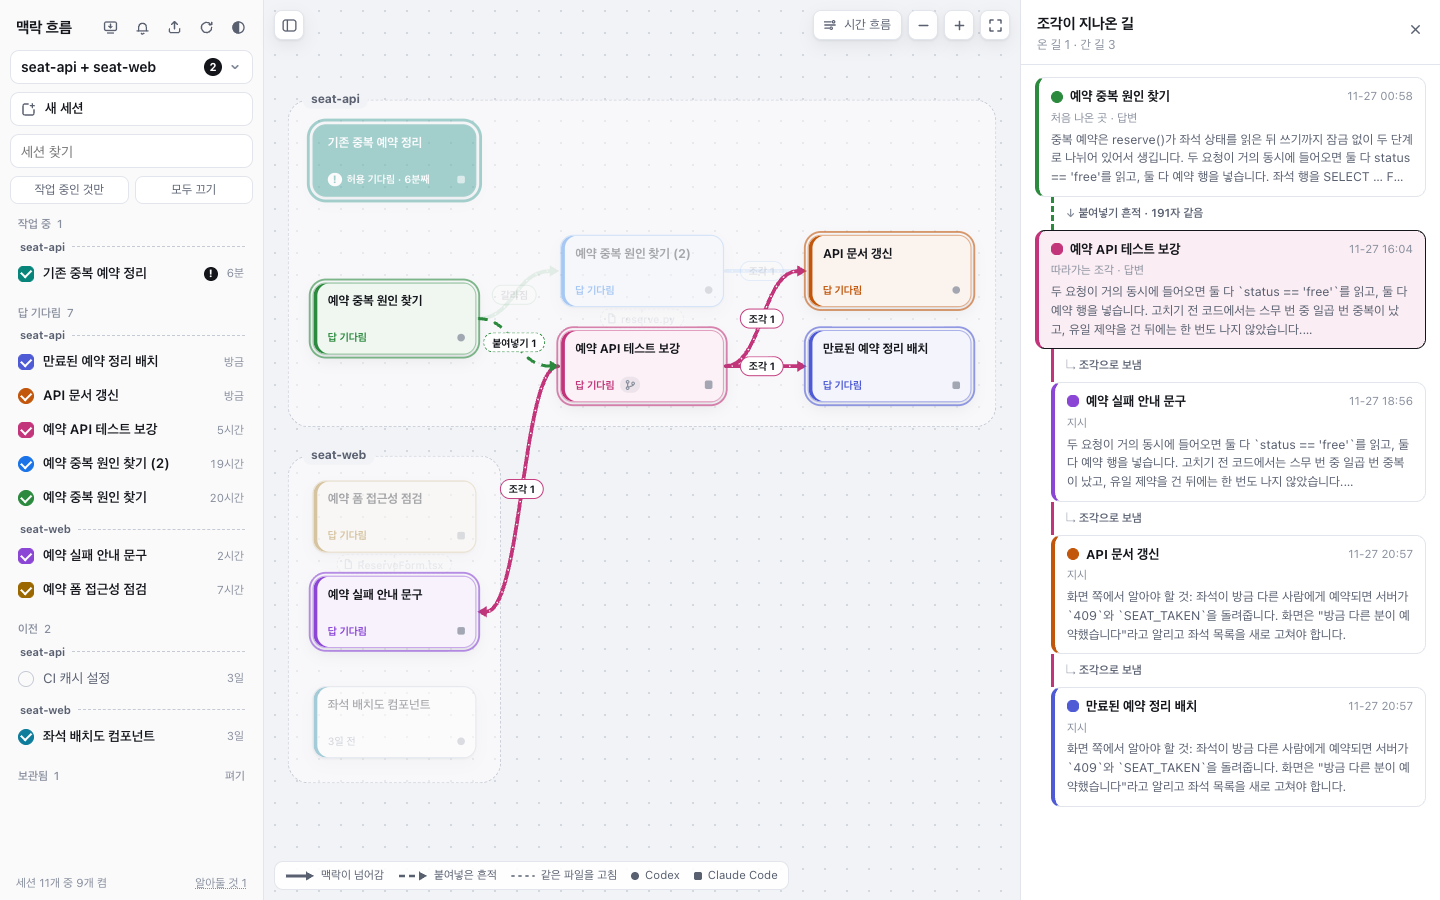 맥락 흐름
seat-api + seat-web 2
새 세션
세션 찾기
작업 중인 것만
모두 끄기
작업 중 1
seat-api
기존 중복 예약 정리 ! 6분
답 기다림 7
seat-api
만료된 예약 정리 배치 방금
API 문서 갱신 방금
예약 API 테스트 보강 5시간
예약 중복 원인 찾기 (2) 19시간
예약 중복 원인 찾기 20시간
seat-web
예약 실패 안내 문구 2시간
예약 폼 접근성 점검 7시간
이전 2
seat-api
CI 캐시 설정 3일
seat-web
좌석 배치도 컴포넌트 3일
보관됨 1 펴기
세션 11개 중 9개 켬 알아둘 것 1
시간 흐름
seat-api
기존 중복 예약 정리
! 허용 기다림 · 6분째
예약 중복 원인 찾기
답 기다림
갈래짐
붙여넣기 1
예약 중복 원인 찾기 (2)
답 기다림
조각 1
reserve.py
예약 API 테스트 보강
답 기다림
조각 1
조각 1
API 문서 갱신
답 기다림
만료된 예약 정리 배치
답 기다림
seat-web
조각 1
예약 폼 접근성 점검
답 기다림
ReserveForm.tsx
예약 실패 안내 문구
답 기다림
좌석 배치도 컴포넌트
3일 전
맥락이 넘어감
붙여넣은 흔적
같은 파일을 고침
Codex
Claude Code
조각이 지나온 길
온 길 1 · 간 길 3
예약 중복 원인 찾기 11-27 00:58
처음 나온 곳 · 답변
중복 예약은 reserve()가 좌석 상태를 읽은 뒤 쓰기까지 잠금 없이 두 단계
로 나뉘어 있어서 생깁니다. 두 요청이 거의 동시에 들어오면 둘 다 status
== 'free'를 읽고, 둘 다 예약 행을 넣습니다. 좌석 행을 SELECT ... F...
↓ 붙여넣기 흔적 · 191자 같음
예약 API 테스트 보강 11-27 16:04
따라가는 조각 · 답변
두 요청이 거의 동시에 들어오면 둘 다 `status == 'free'`를 읽고, 둘 다
예약 행을 넣습니다. 고치기 전 코드에서는 스무 번 중 일곱 번 중복이 났
고, 유일 제약을 건 뒤에는 한 번도 나지 않았습니다....
조각으로 보냄
예약 실패 안내 문구 11-27 18:56
지시
두 요청이 거의 동시에 들어오면 둘 다 `status == 'free'`를 읽고, 둘
다 예약 행을 넣습니다. 고치기 전 코드에서는 스무 번 중 일곱 번 중복
이 났고, 유일 제약을 건 뒤에는 한 번도 나지 않았습니다....
조각으로 보냄
API 문서 갱신 11-27 20:57
지시
화면 쪽에서 알아야 할 것: 좌석이 방금 다른 사람에게 예약되면 서버가
`409`와 `SEAT_TAKEN`을 돌려줍니다. 화면은 "방금 다른 분이 예
약했습니다"라고 알리고 좌석 목록을 새로 고쳐야 합니다.
조각으로 보냄
만료된 예약 정리 배치 11-27 20:57
지시
화면 쪽에서 알아야 할 것: 좌석이 방금 다른 사람에게 예약되면 서버가
`409`와 `SEAT_TAKEN`을 돌려줍니다. 화면은 "방금 다른 분이 예
약했습니다"라고 알리고 좌석 목록을 새로 고쳐야 합니다.